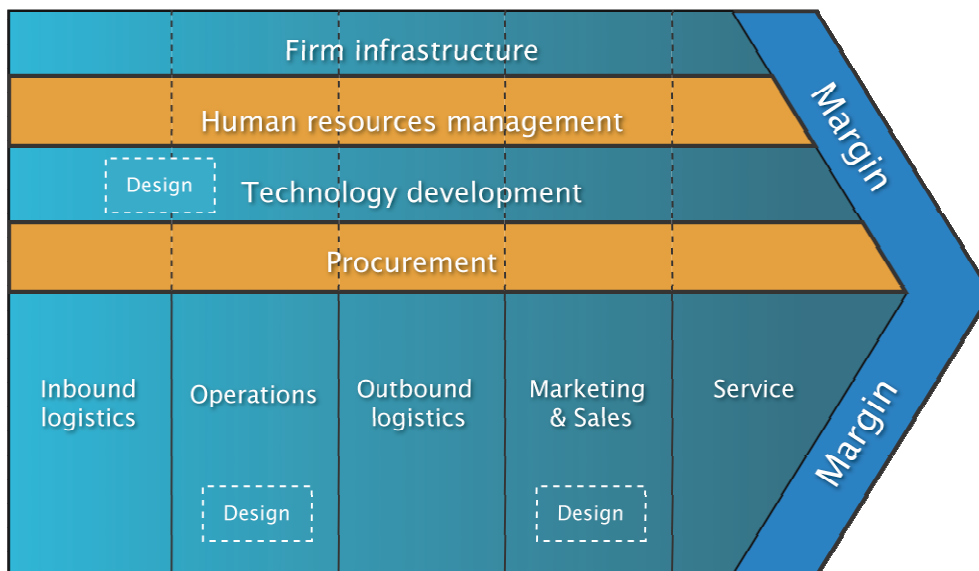 Firm infrastructure
Human resources management
Design
Technology development
Procurement
Margin
Inbound
logistics
Operations
Outbound
logistics
Marketing
& Sales
Service
Margin
Design
Design